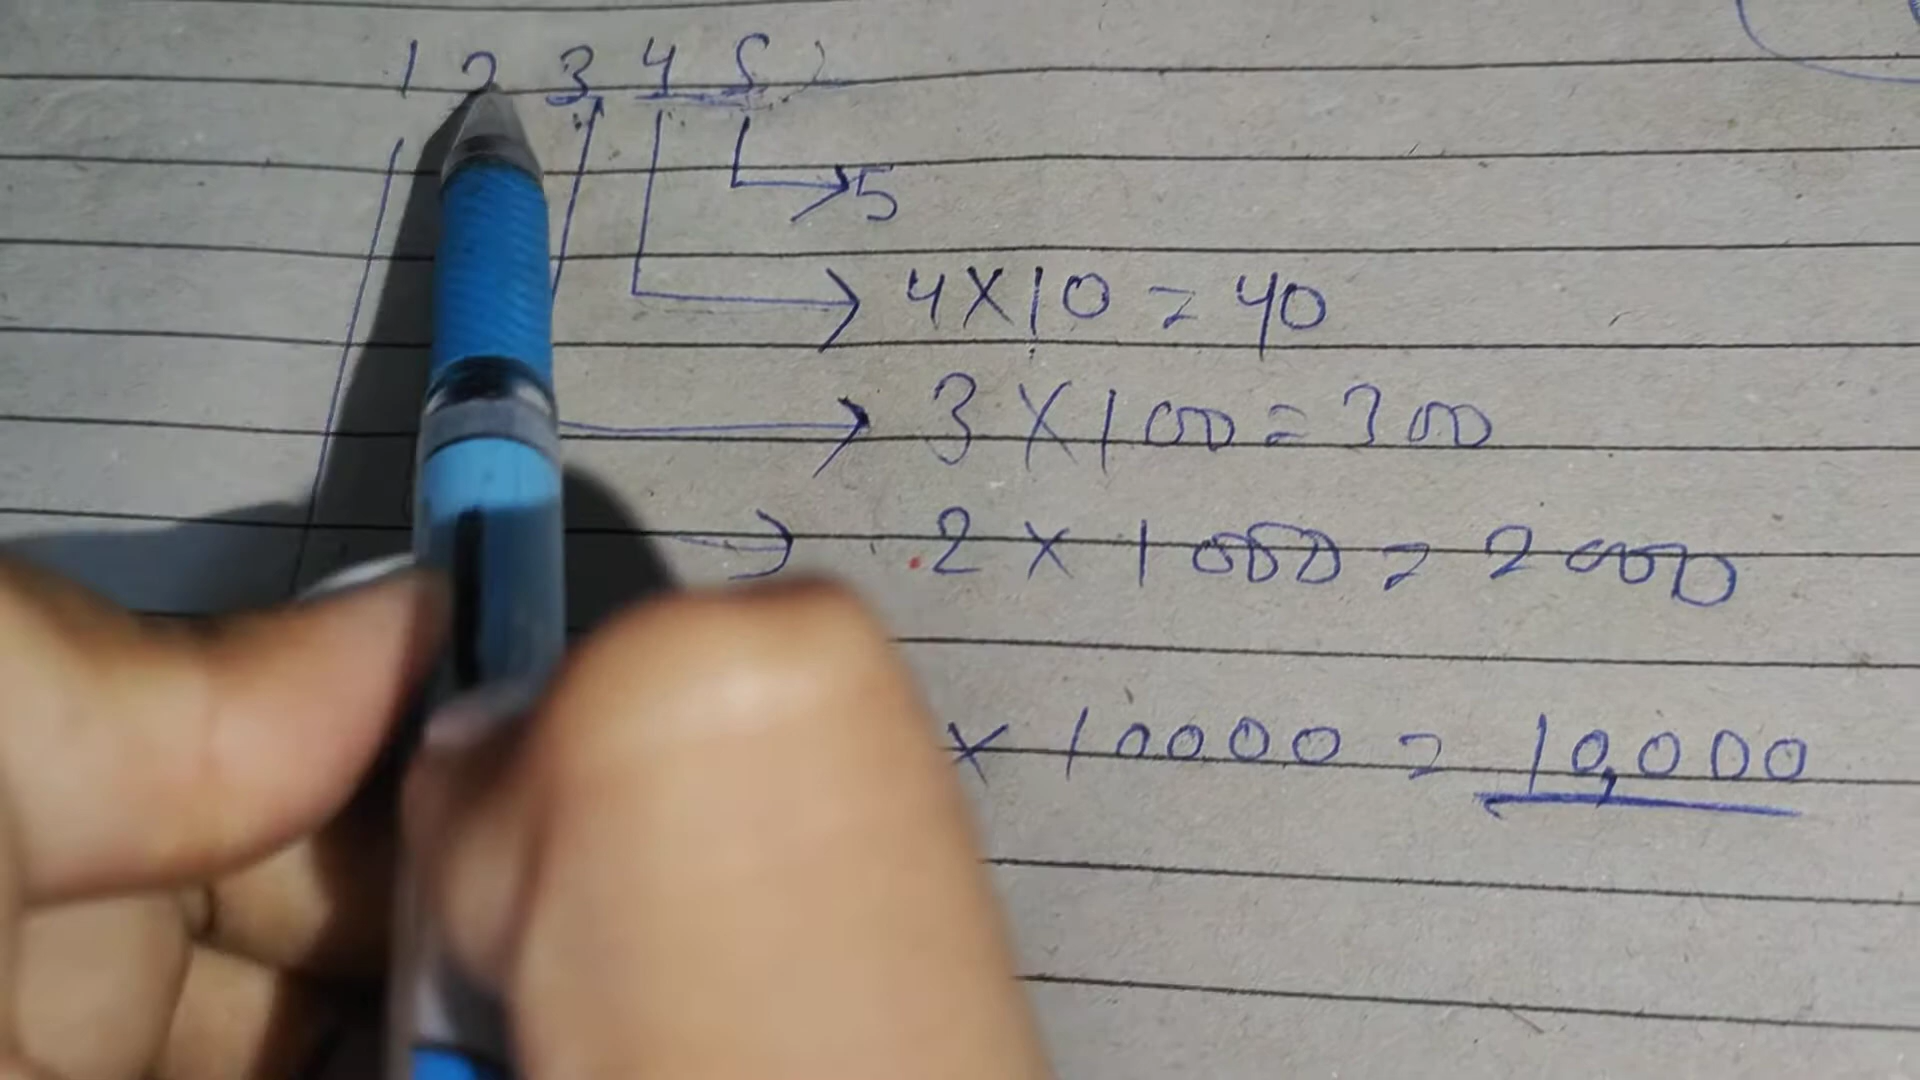 1 2 3 4 5
5
4 X 10 = 40
3 X 100 = 300
2 X 1000 = 2000
X 10000 = 10,000